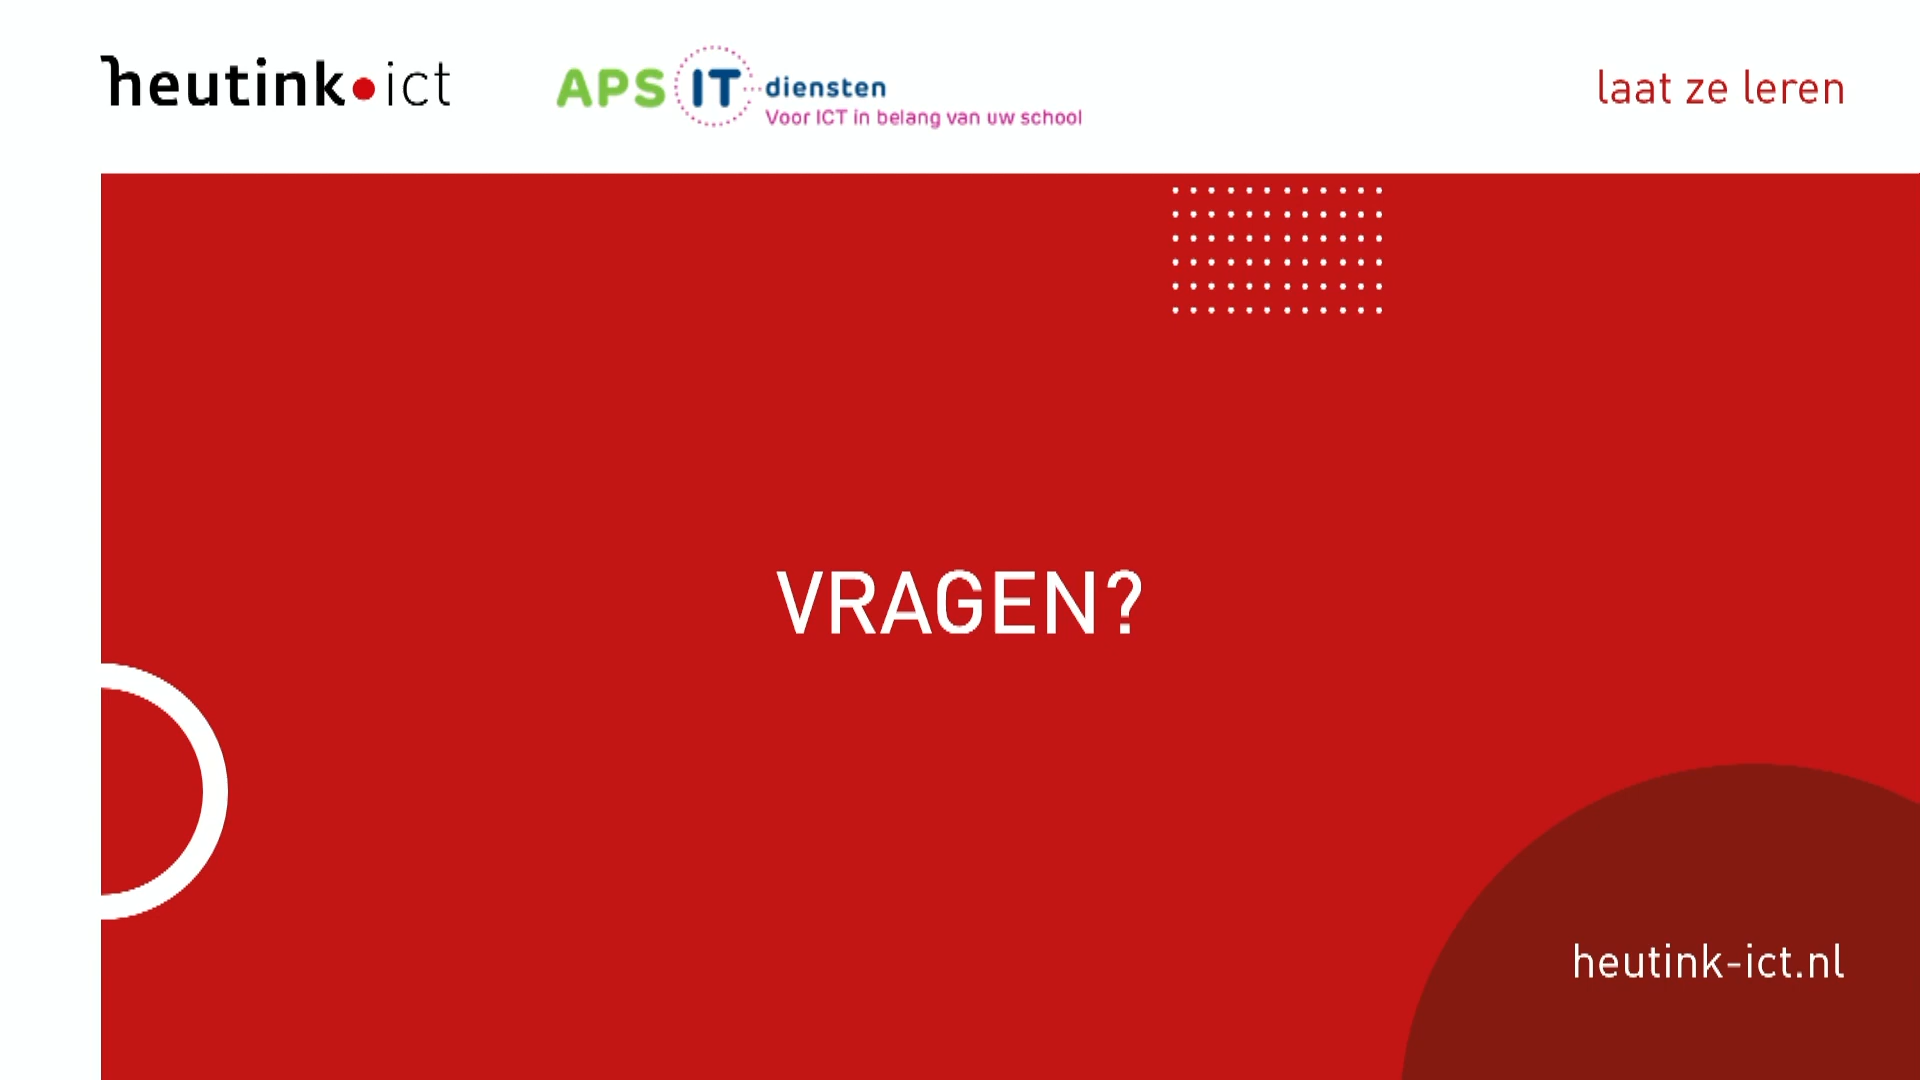 heutink•ict
APS IT diensten
Voor ICT in belang van uw school
laat ze leren
VRAGEN?
heutink-ict.nl